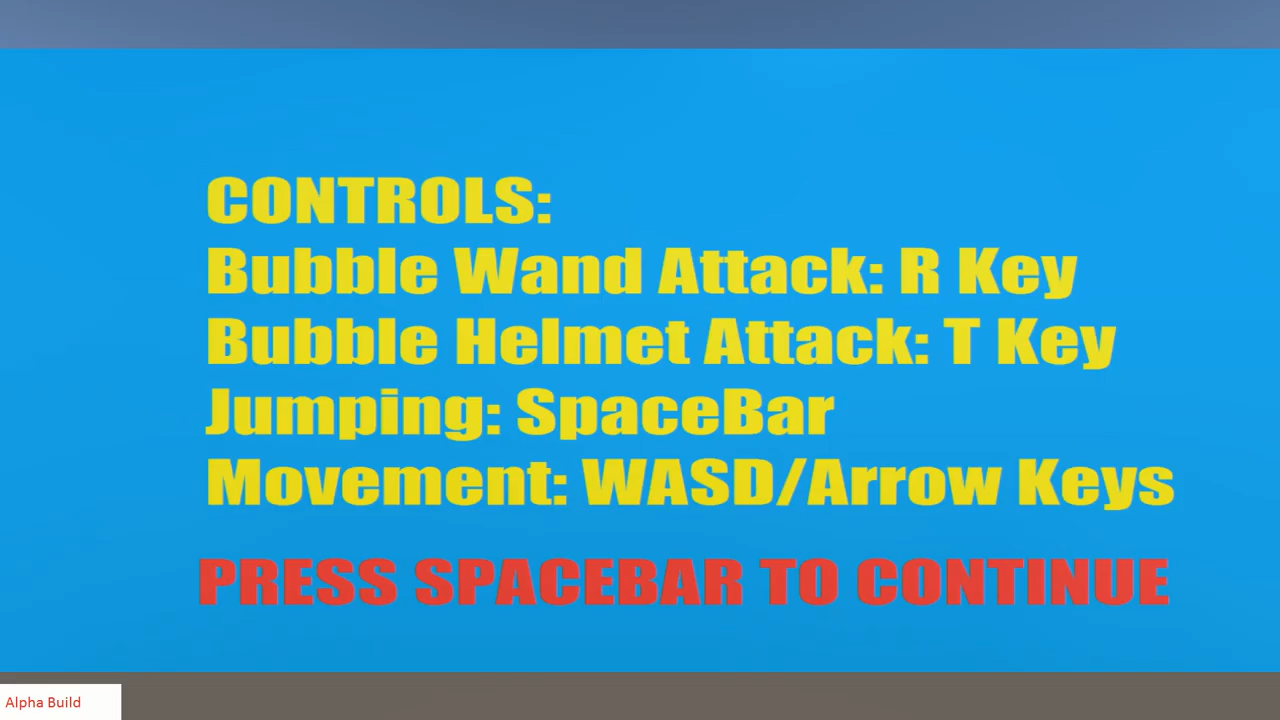 CONTROLS:
Bubble Wand Attack: R Key
Bubble Helmet Attack: T Key
Jumping: SpaceBar
Movement: WASD/Arrow Keys
PRESS SPACEBAR TO CONTINUE
Alpha Build